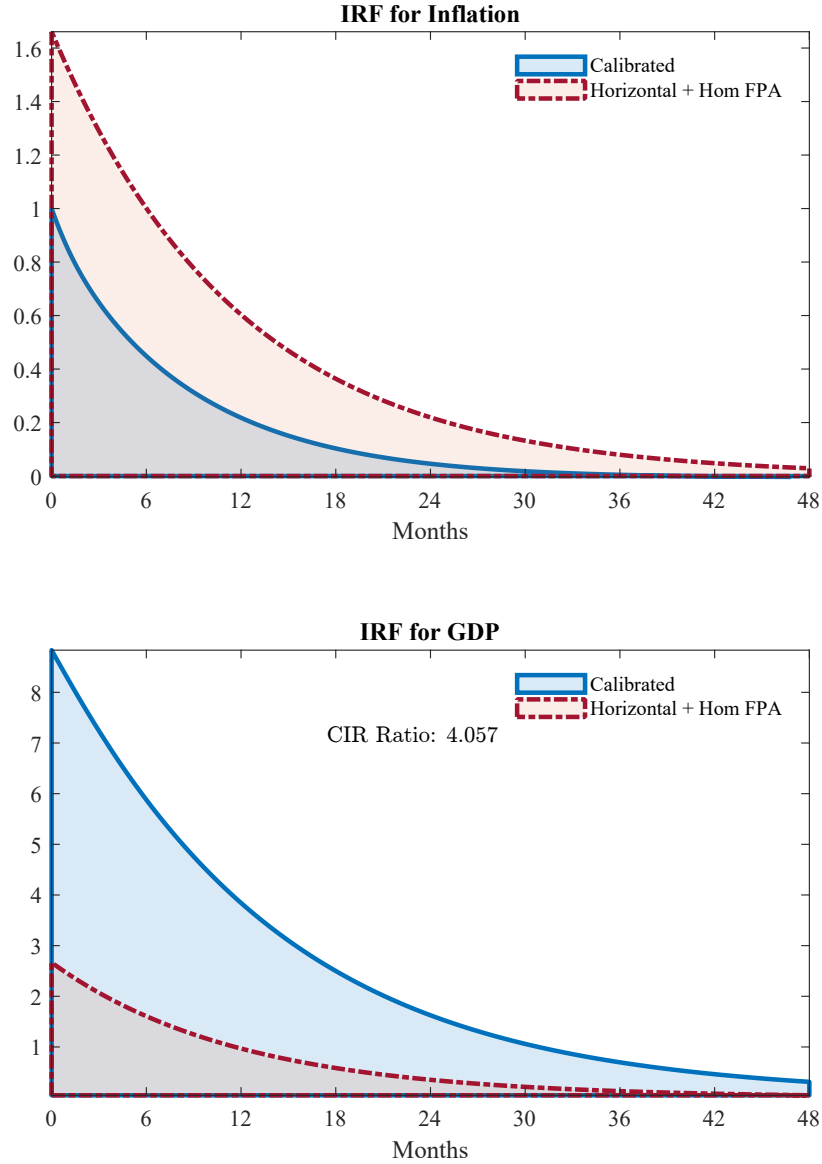 IRF for Inflation
Calibrated
Horizontal + Hom FPA
1.6
1.4
1.2
1
0.8
0.6
0.4
0.2
0
0 6 12 18 24 30 36 42 48
Months
IRF for GDP
Calibrated
Horizontal + Hom FPA
CIR Ratio: 4.057
8
7
6
5
4
3
2
1
0 6 12 18 24 30 36 42 48
Months